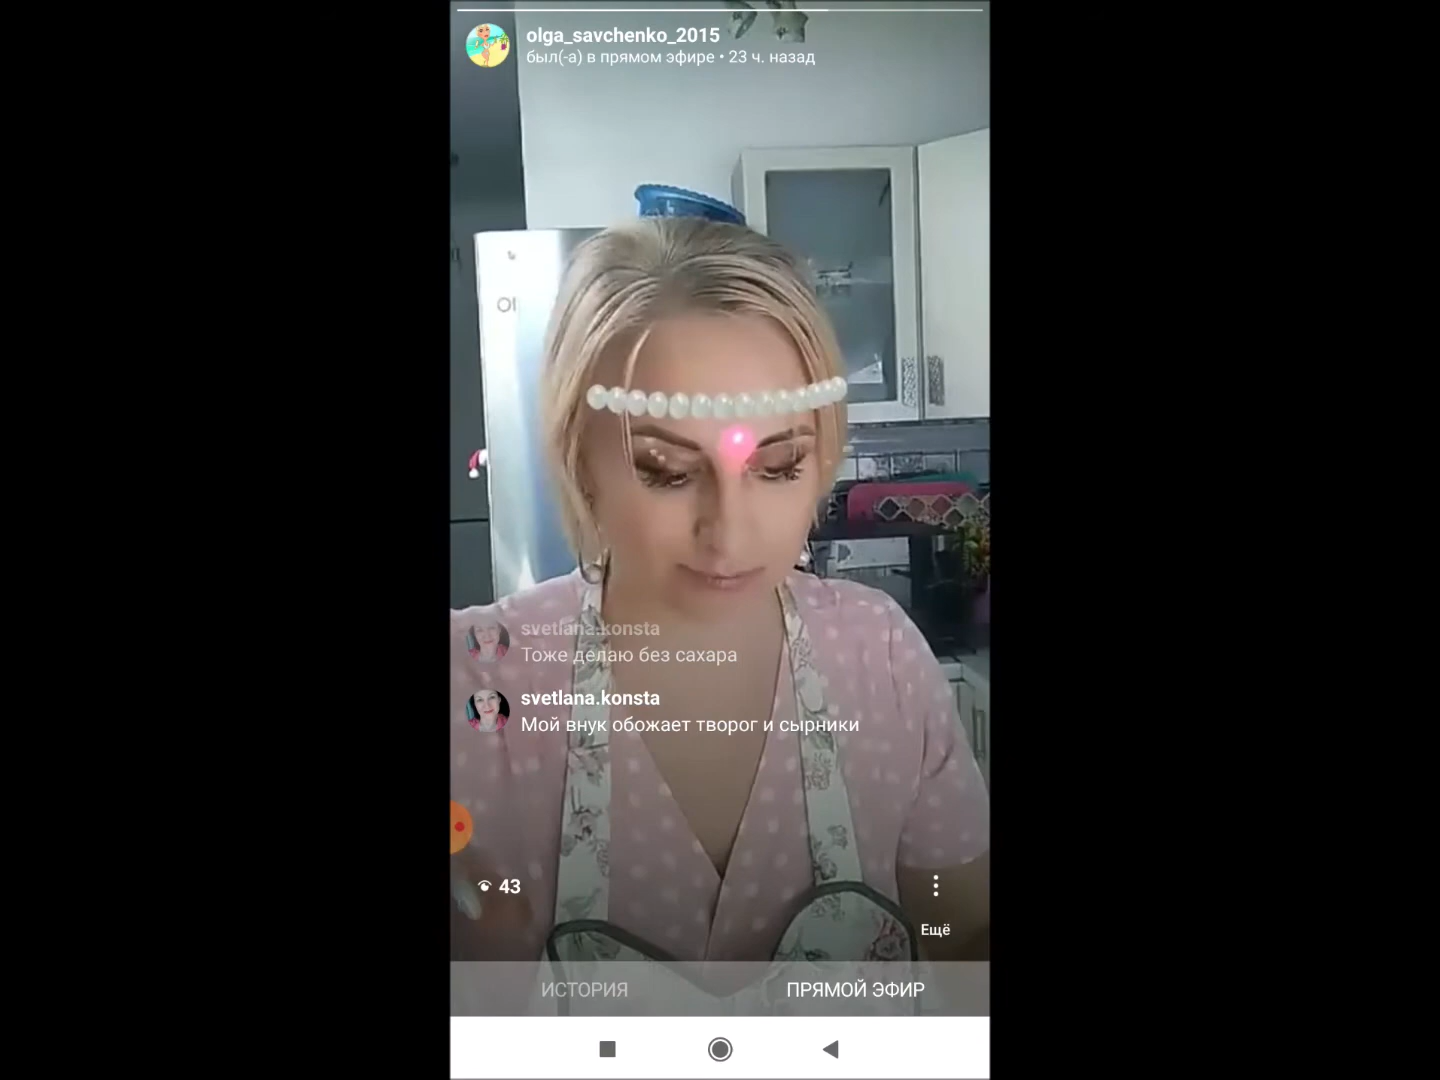 olga_savchenko_2015
был(-а) в прямом эфире • 23 ч. назад
svetlana.konsta
Тоже делаю без сахара
svetlana.konsta
Мой внук обожает творог и сырники
43
Ещё
ИСТОРИЯ
ПРЯМОЙ ЭФИР